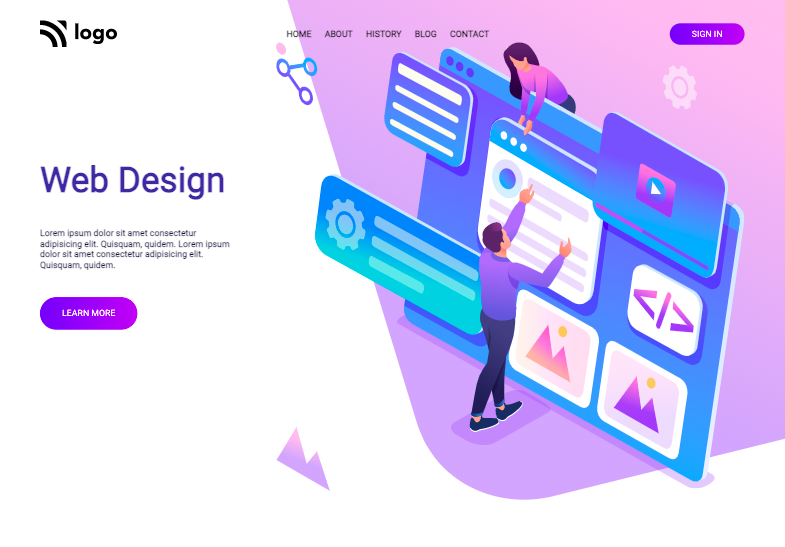 logo
HOME ABOUT HISTORY BLOG CONTACT
SIGN IN
Web Design
Lorem ipsum dolor sit amet consectetur
adipisicing elit. Quisquam, quidem. Lorem ipsum
dolor sit amet consectetur adipisicing elit.
Quisquam, quidem.
LEARN MORE